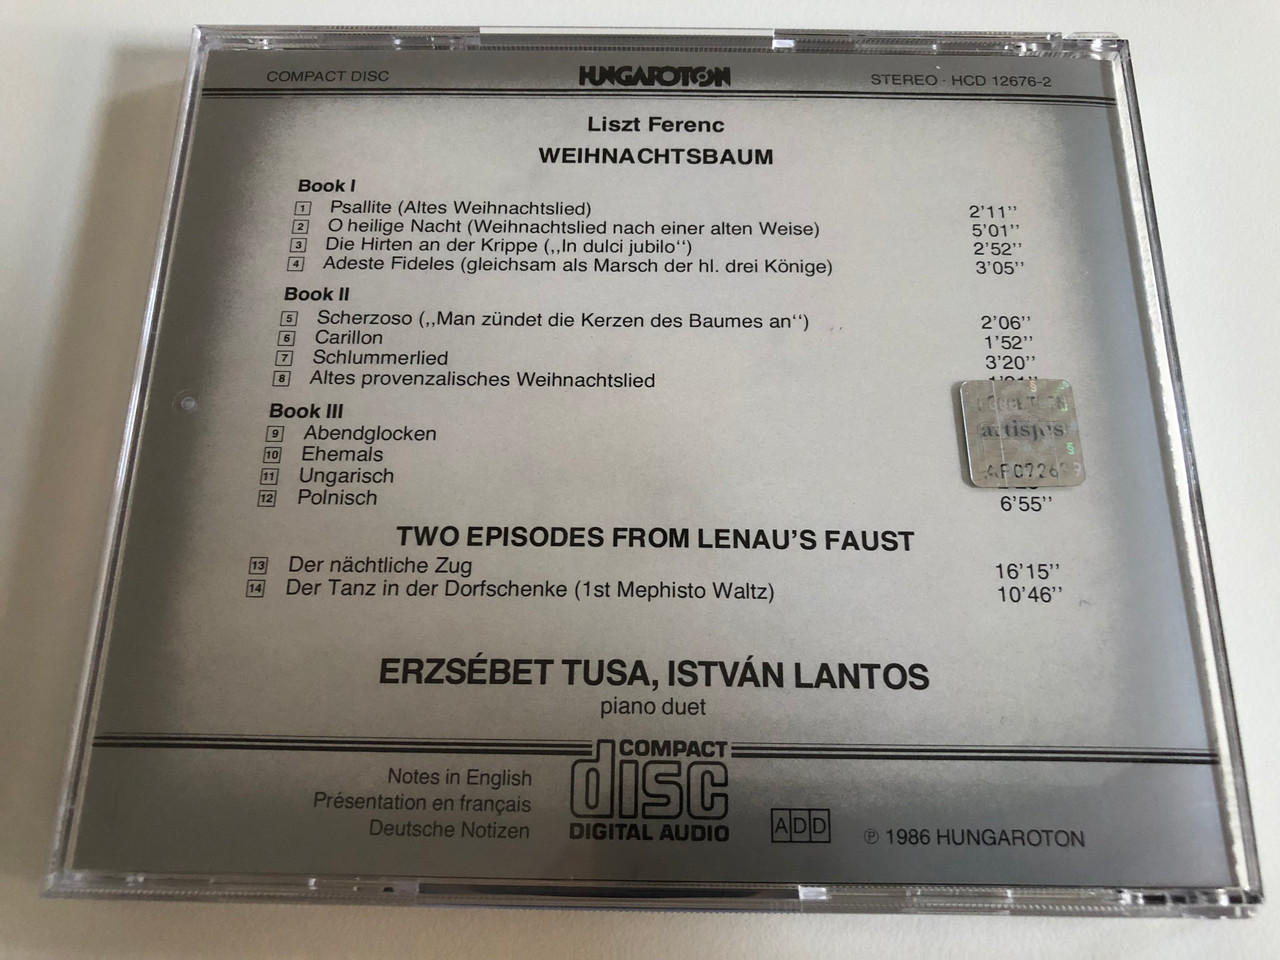 COMPACT DISC HUNGAROTON STEREO · HCD 12676-2
Liszt Ferenc
WEIHNACHTSBAUM
Book I
1 Psallite (Altes Weihnachtslied) 2'11''
2 O heilige Nacht (Weihnachtslied nach einer alten Weise) 5'01''
3 Die Hirten an der Krippe (,,In dulci jubilo'') 2'52''
4 Adeste Fideles (gleichsam als Marsch der hl. drei Könige) 3'05''
Book II
5 Scherzoso (,,Man zündet die Kerzen des Baumes an'') 2'06''
6 Carillon 1'52''
7 Schlummerlied 3'20''
8 Altes provenzalisches Weihnachtslied
Book III
9 Abendglocken
10 Ehemals
11 Ungarisch
12 Polnisch 6'55''
artisjus
TWO EPISODES FROM LENAU'S FAUST
13 Der nächtliche Zug 16'15''
14 Der Tanz in der Dorfschenke (1st Mephisto Waltz) 10'46''
ERZSÉBET TUSA, ISTVÁN LANTOS
piano duet
Notes in English
Présentation en français
Deutsche Notizen
COMPACT
disc
DIGITAL AUDIO
ADD
℗ 1986 HUNGAROTON